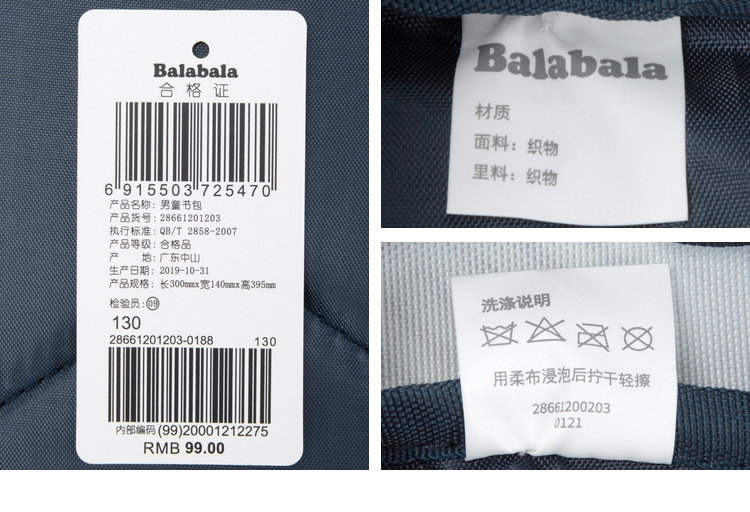 Balabala
合格证
6 915503 725470
产品名称: 男童书包
产品货号: 28661201203
执行标准: QB/T 2858-2007
产品等级: 合格品
产 地: 广东中山
生产日期: 2019-10-31
产品规格: 长300mmx宽140mmx高395mm
检验员: 09
130
28661201203-0188 130
内部编码 (99)20001212275
RMB 99.00
Balabala
材质
面料: 织物
里料: 织物
洗涤说明
用柔布浸泡后拧干轻擦
28661200203
0121